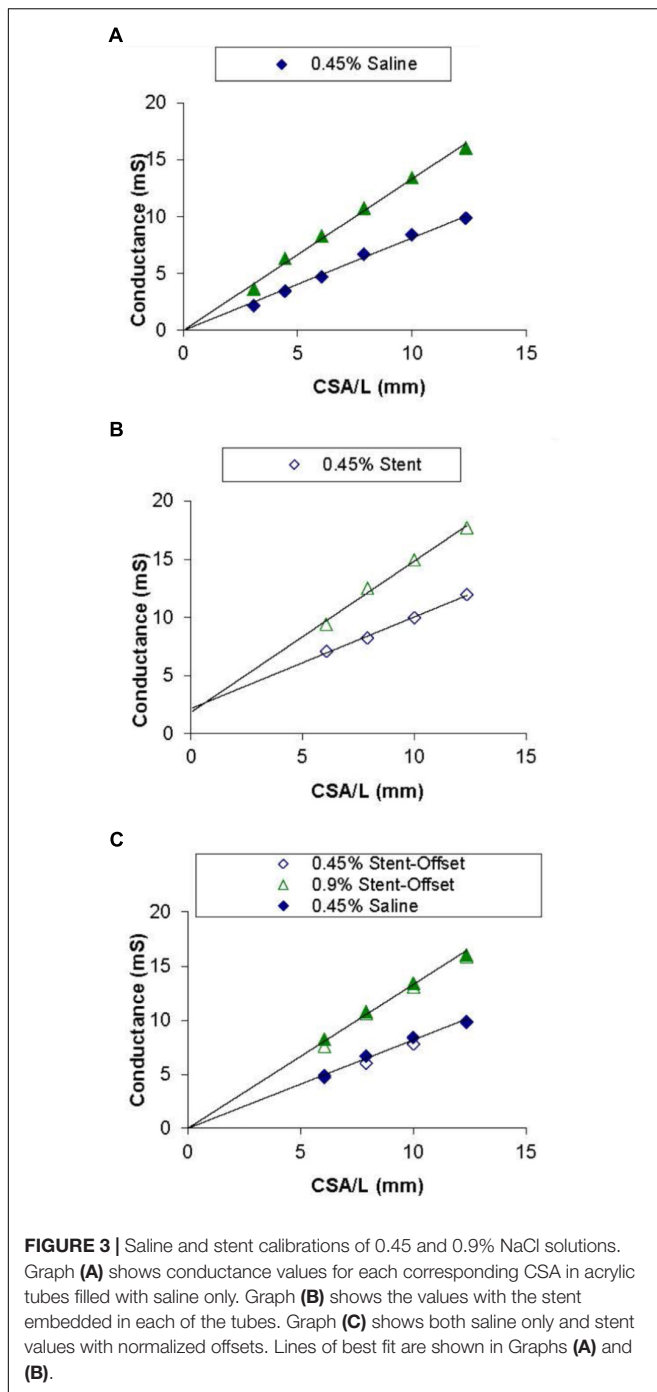 A
0.45% Saline
20
15
10
5
0
Conductance (mS)
0 5 10 15
CSA/L (mm)
B
0.45% Stent
20
15
10
5
0
Conductance (mS)
0 5 10 15
CSA/L (mm)
C
0.45% Stent-Offset
0.9% Stent-Offset
0.45% Saline
20
15
10
5
0
Conductance (mS)
0 5 10 15
CSA/L (mm)
FIGURE 3 | Saline and stent calibrations of 0.45 and 0.9% NaCl solutions.
Graph (A) shows conductance values for each corresponding CSA in acrylic
tubes filled with saline only. Graph (B) shows the values with the stent
embedded in each of the tubes. Graph (C) shows both saline only and stent
values with normalized offsets. Lines of best fit are shown in Graphs (A) and
(B).